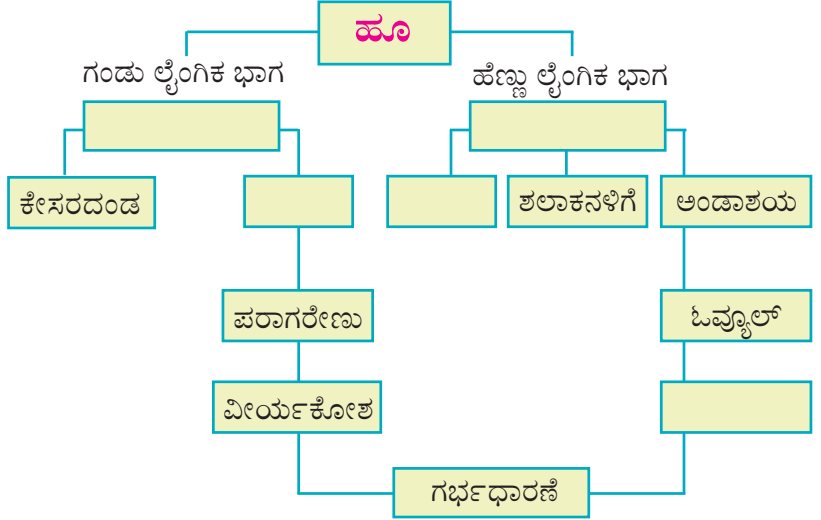 ಹೂ
ಗಂಡು ಲೈಂಗಿಕ ಭಾಗ
ಹೆಣ್ಣು ಲೈಂಗಿಕ ಭಾಗ
ಕೇಸರದಂಡ
ಶಲಾಕನಳಿಗೆ
ಅಂಡಾಶಯ
ಪರಾಗರೇಣು
ಓವ್ಯೂಲ್
ವೀರ್ಯಕೋಶ
ಗರ್ಭಧಾರಣೆ